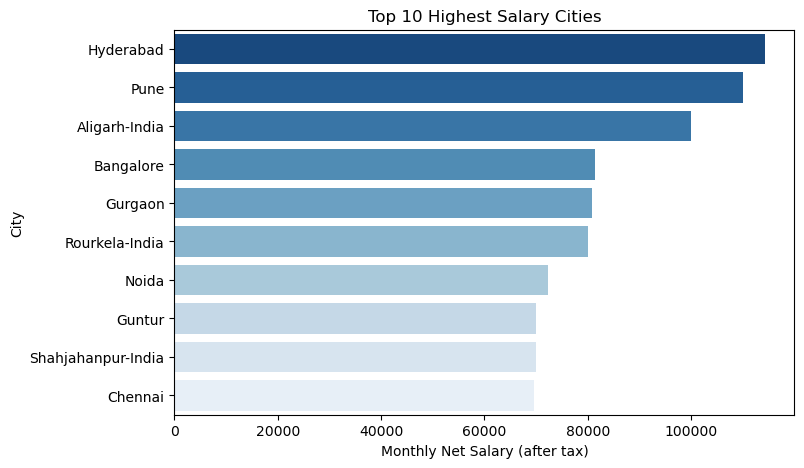 Top 10 Highest Salary Cities
City
Hyderabad
Pune
Aligarh-India
Bangalore
Gurgaon
Rourkela-India
Noida
Guntur
Shahjahanpur-India
Chennai
0 20000 40000 60000 80000 100000
Monthly Net Salary (after tax)